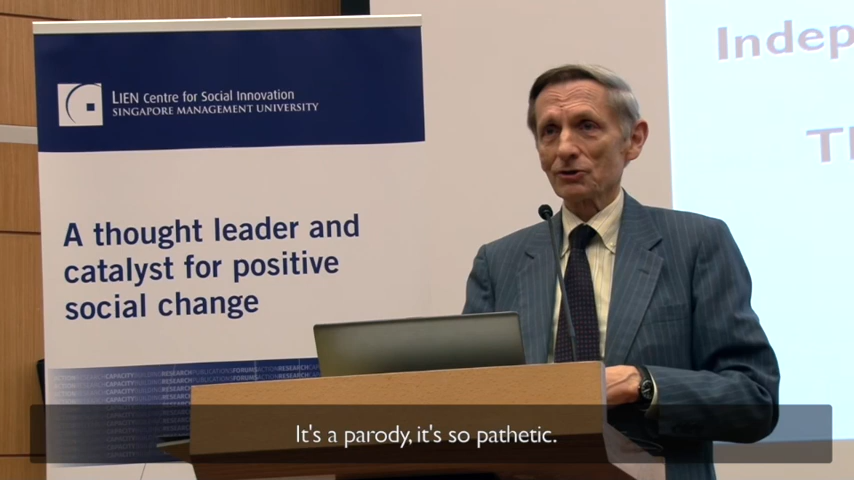 LIEN Centre for Social Innovation
SINGAPORE MANAGEMENT UNIVERSITY
Indep
Th
A thought leader and
catalyst for positive
social change
It's a parody, it's so pathetic.